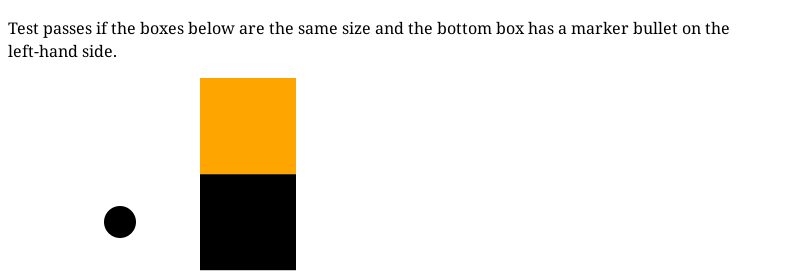 Test passes if the boxes below are the same size and the bottom box has a marker bullet on the
left-hand side.